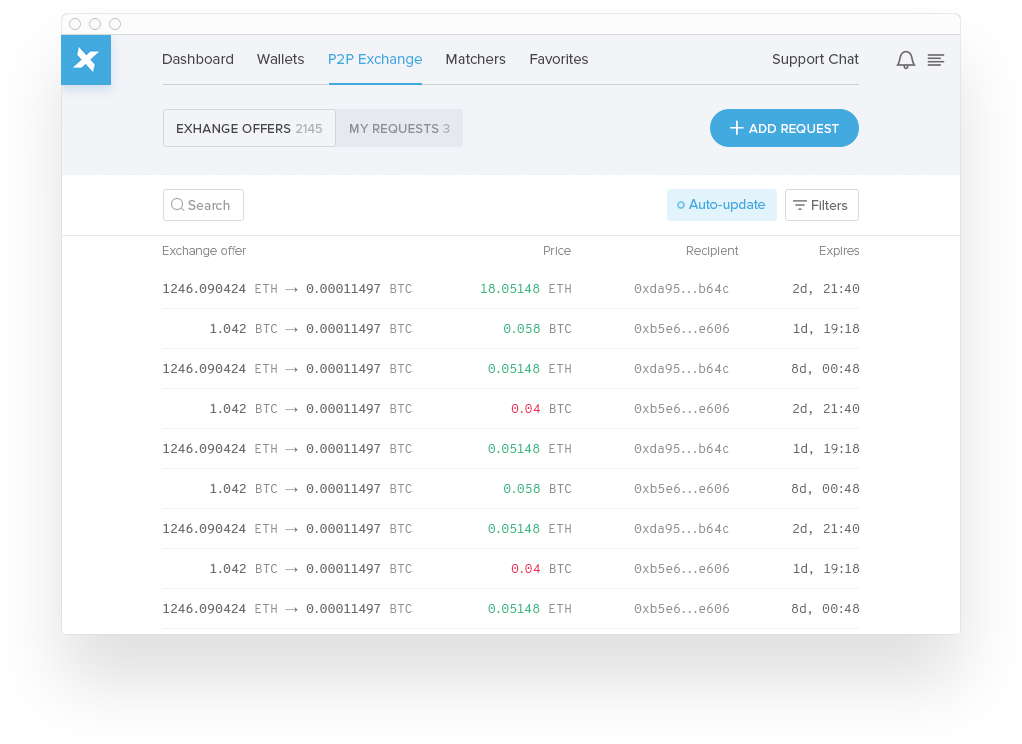 Dashboard Wallets P2P Exchange Matchers Favorites Support Chat
EXHANGE OFFERS 2145 MY REQUESTS 3 ADD REQUEST
Search Auto-update Filters
Exchange offer Price Recipient Expires
1246.090424 ETH → 0.00011497 BTC 18.05148 ETH 0xda95...b64c 2d, 21:40
1.042 BTC → 0.00011497 BTC 0.058 BTC 0xb5e6...e606 1d, 19:18
1246.090424 ETH → 0.00011497 BTC 0.05148 ETH 0xda95...b64c 8d, 00:48
1.042 BTC → 0.00011497 BTC 0.04 BTC 0xb5e6...e606 2d, 21:40
1246.090424 ETH → 0.00011497 BTC 0.05148 ETH 0xda95...b64c 1d, 19:18
1.042 BTC → 0.00011497 BTC 0.058 BTC 0xb5e6...e606 8d, 00:48
1246.090424 ETH → 0.00011497 BTC 0.05148 ETH 0xda95...b64c 2d, 21:40
1.042 BTC → 0.00011497 BTC 0.04 BTC 0xb5e6...e606 1d, 19:18
1246.090424 ETH → 0.00011497 BTC 0.05148 ETH 0xb5e6...e606 8d, 00:48